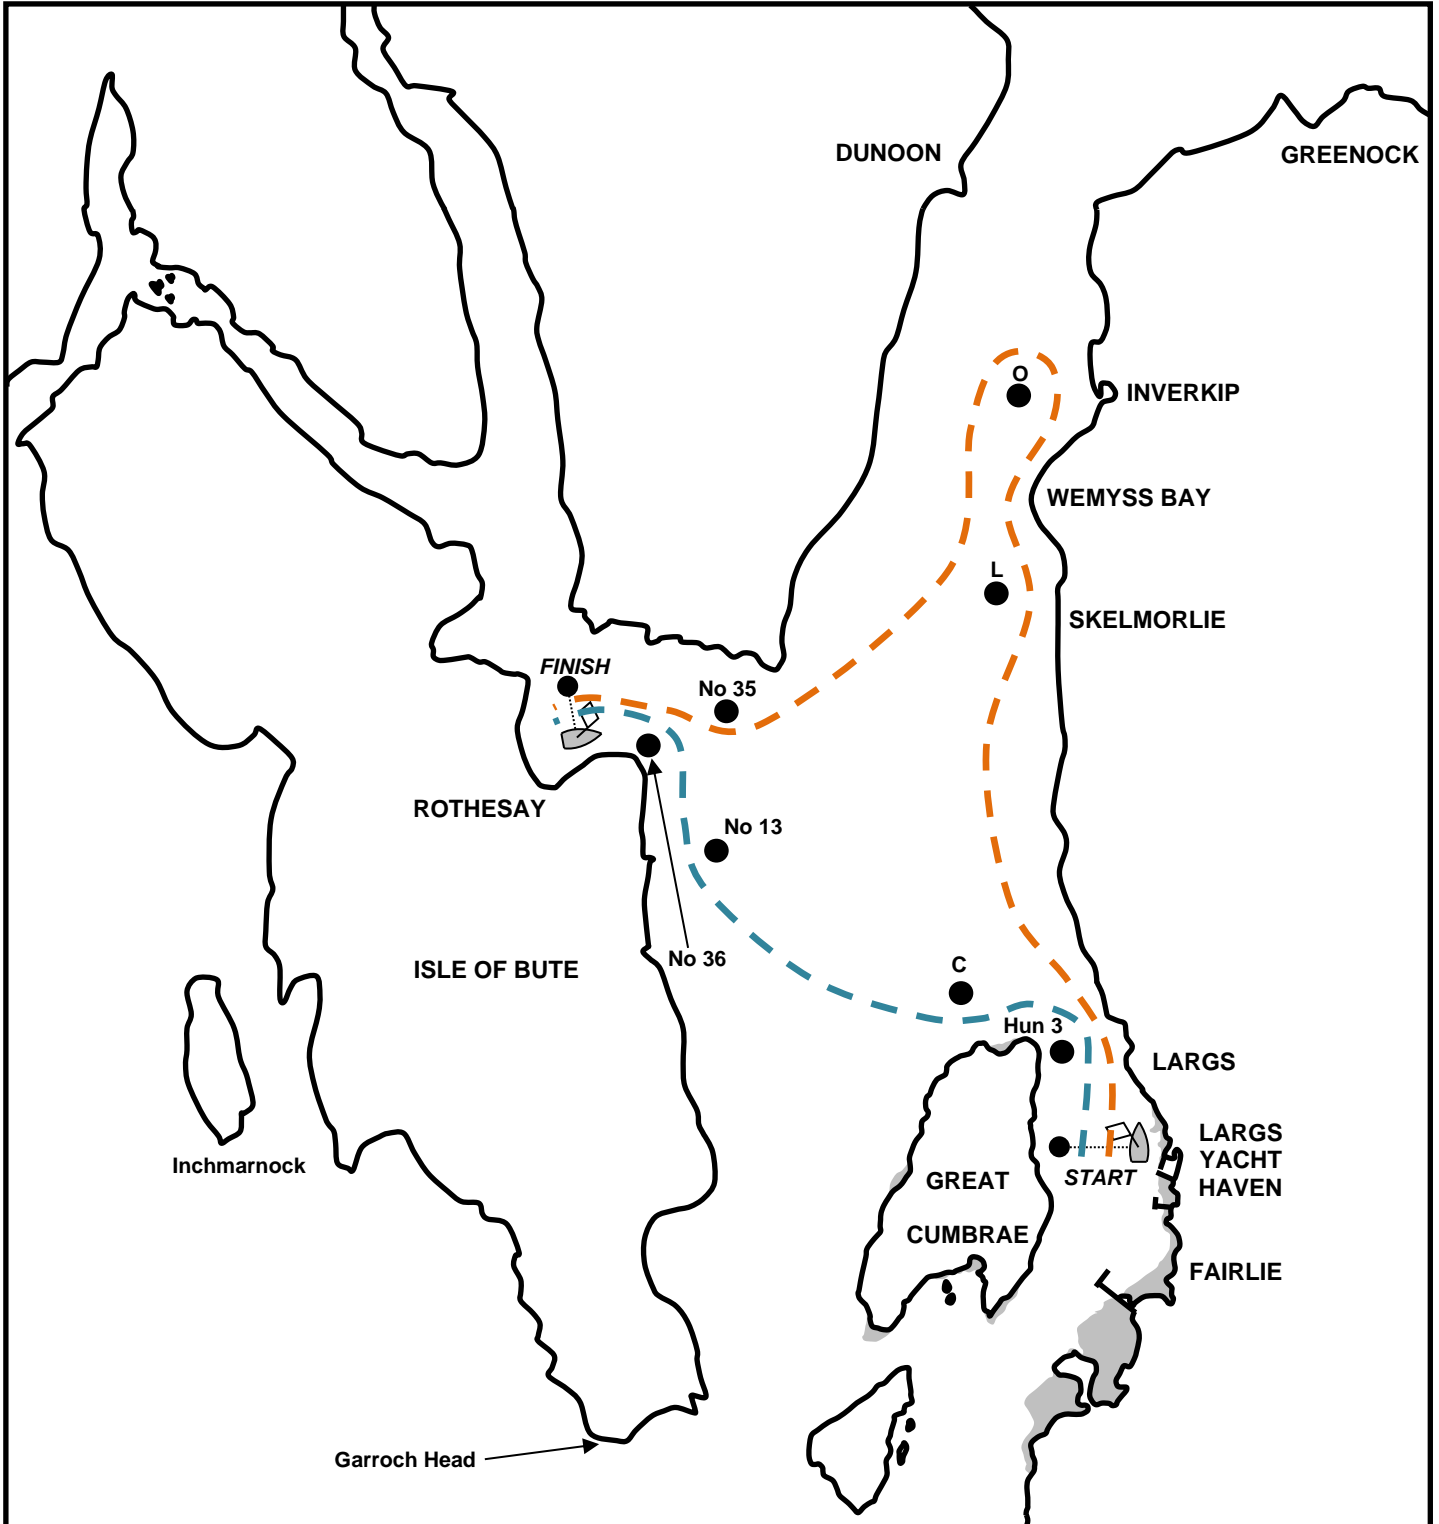 DUNOON
GREENOCK
O
INVERKIP
WEMYSS BAY
L
SKELMORLIE
FINISH
No 35
ROTHESAY
No 13
No 36
ISLE OF BUTE
C
Hun 3
LARGS
LARGS
YACHT
HAVEN
START
Inchmarnock
GREAT
CUMBRAE
FAIRLIE
Garroch Head